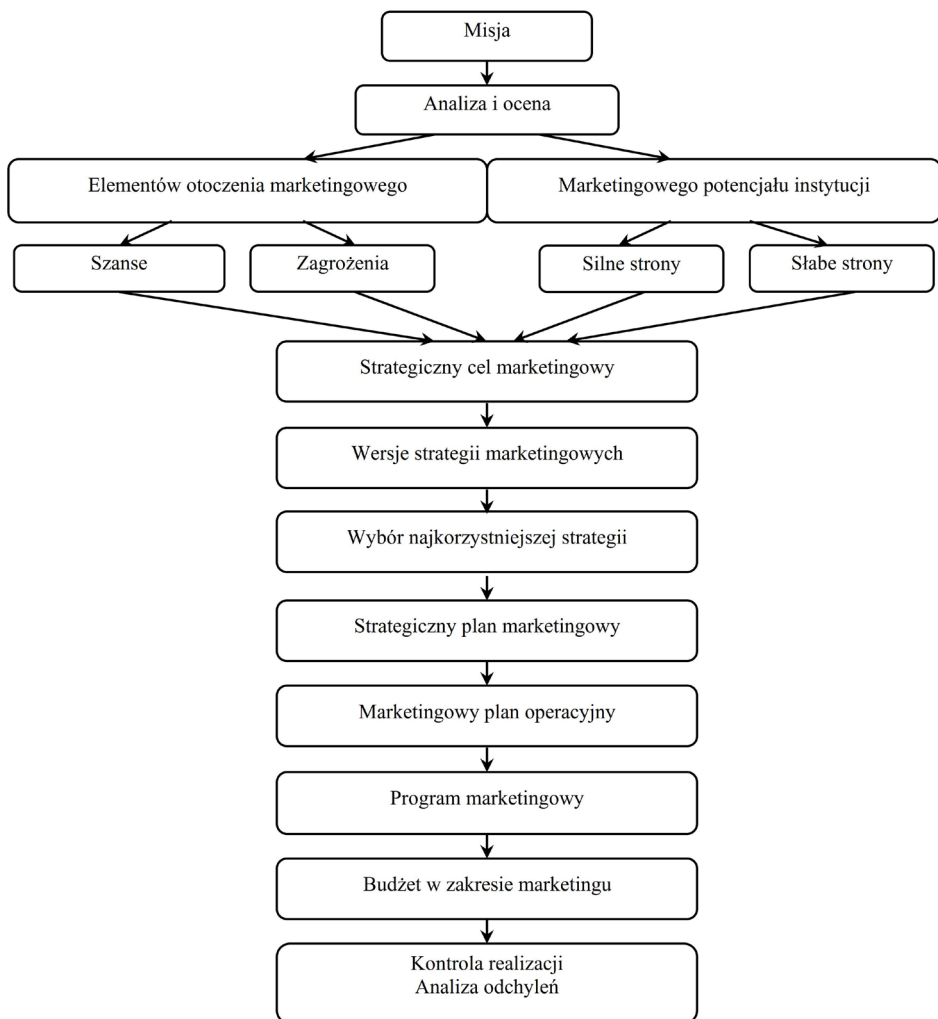 Misja
Analiza i ocena
Elementów otoczenia marketingowego
Marketingowego potencjału instytucji
Szanse
Zagrożenia
Silne strony
Słabe strony
Strategiczny cel marketingowy
Wersje strategii marketingowych
Wybór najkorzystniejszej strategii
Strategiczny plan marketingowy
Marketingowy plan operacyjny
Program marketingowy
Budżet w zakresie marketingu
Kontrola realizacji
Analiza odchyleń